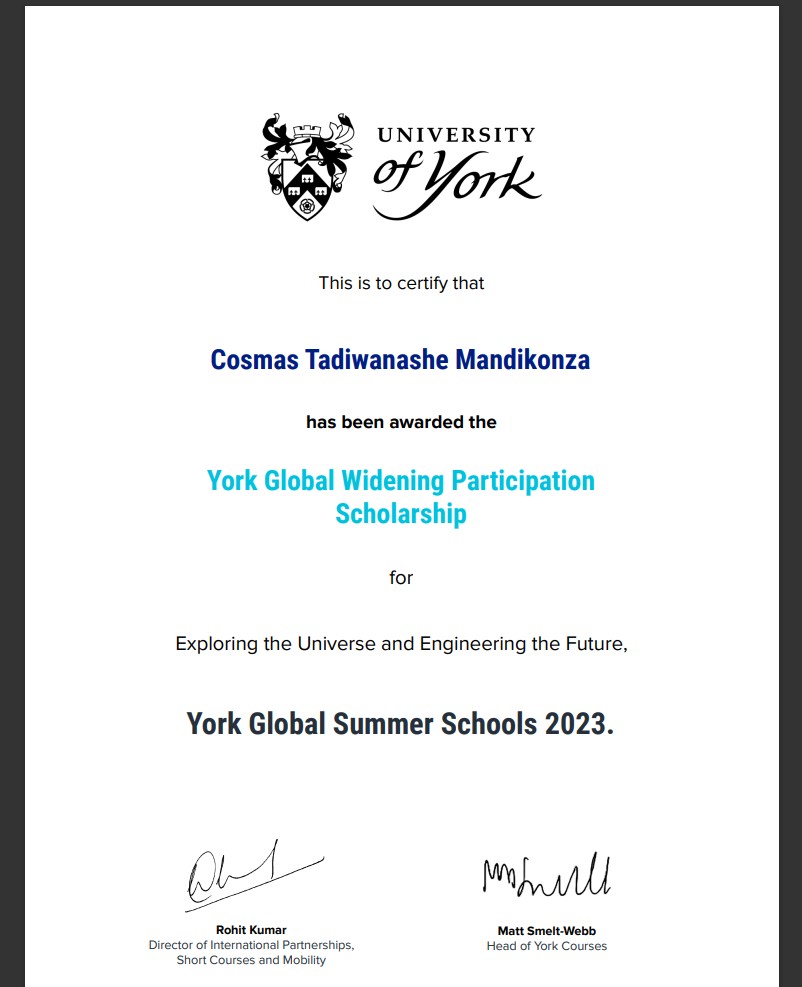 UNIVERSITY
of York
This is to certify that
Cosmas Tadiwanashe Mandikonza
has been awarded the
York Global Widening Participation
Scholarship
for
Exploring the Universe and Engineering the Future,
York Global Summer Schools 2023.
Rohit Kumar
Director of International Partnerships,
Short Courses and Mobility
Matt Smelt-Webb
Head of York Courses